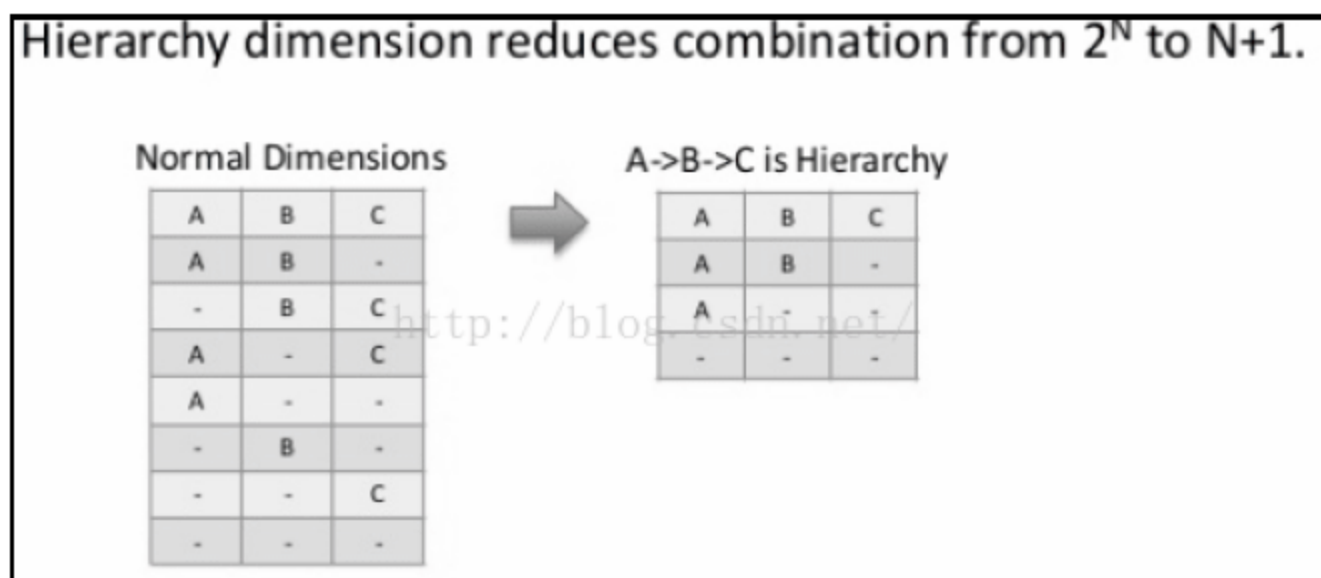 Hierarchy dimension reduces combination from 2ᴺ to N+1.
Normal Dimensions
A B C
A B -
- B C
A - C
A - -
- B -
- - C
- - -
A->B->C is Hierarchy
A B C
A B -
A - -
- - -
http://blog.csdn.net/